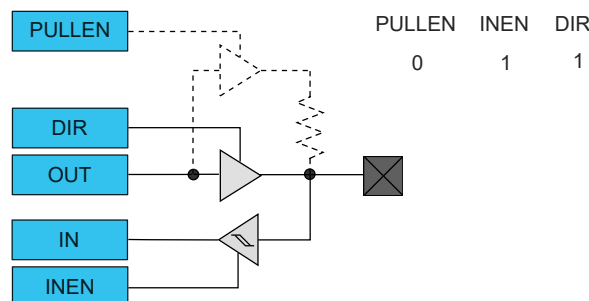 PULLEN
PULLEN INEN DIR
0 1 1
DIR
OUT
IN
INEN